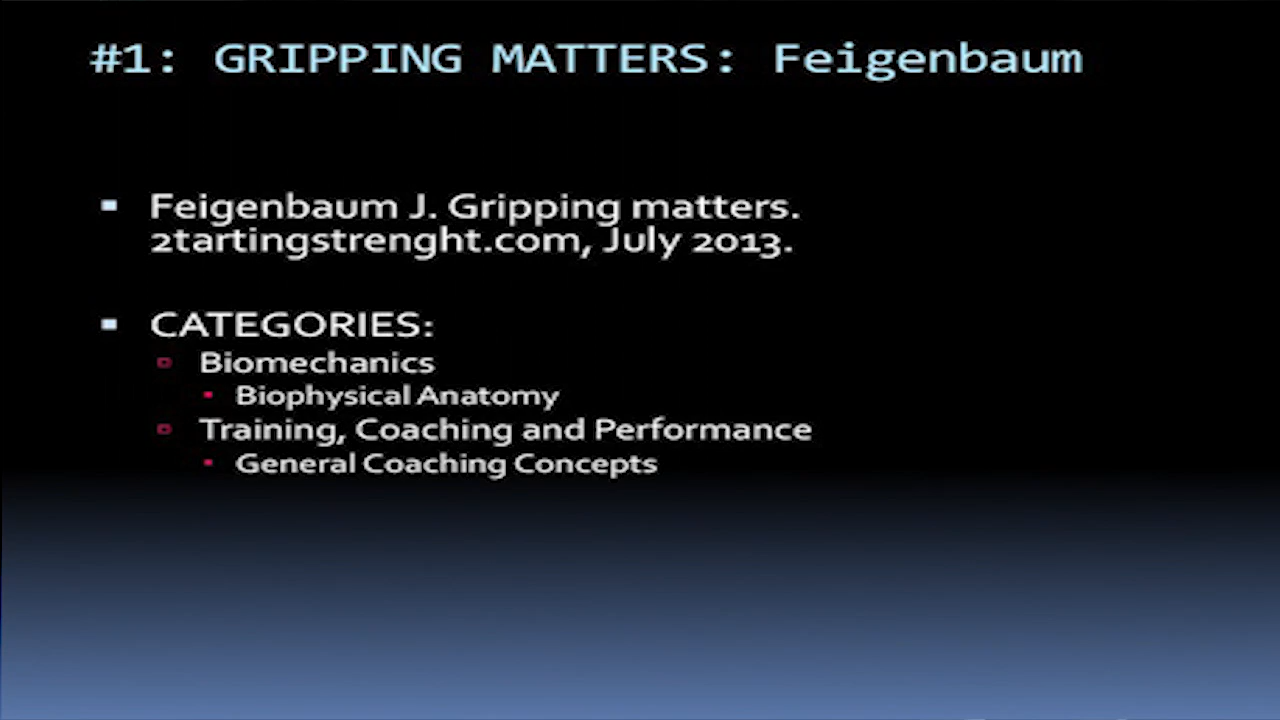 #1: GRIPPING MATTERS: Feigenbaum
Feigenbaum J. Gripping matters.
2tartingstrenght.com, July 2013.
CATEGORIES:
Biomechanics
Biophysical Anatomy
Training, Coaching and Performance
General Coaching Concepts